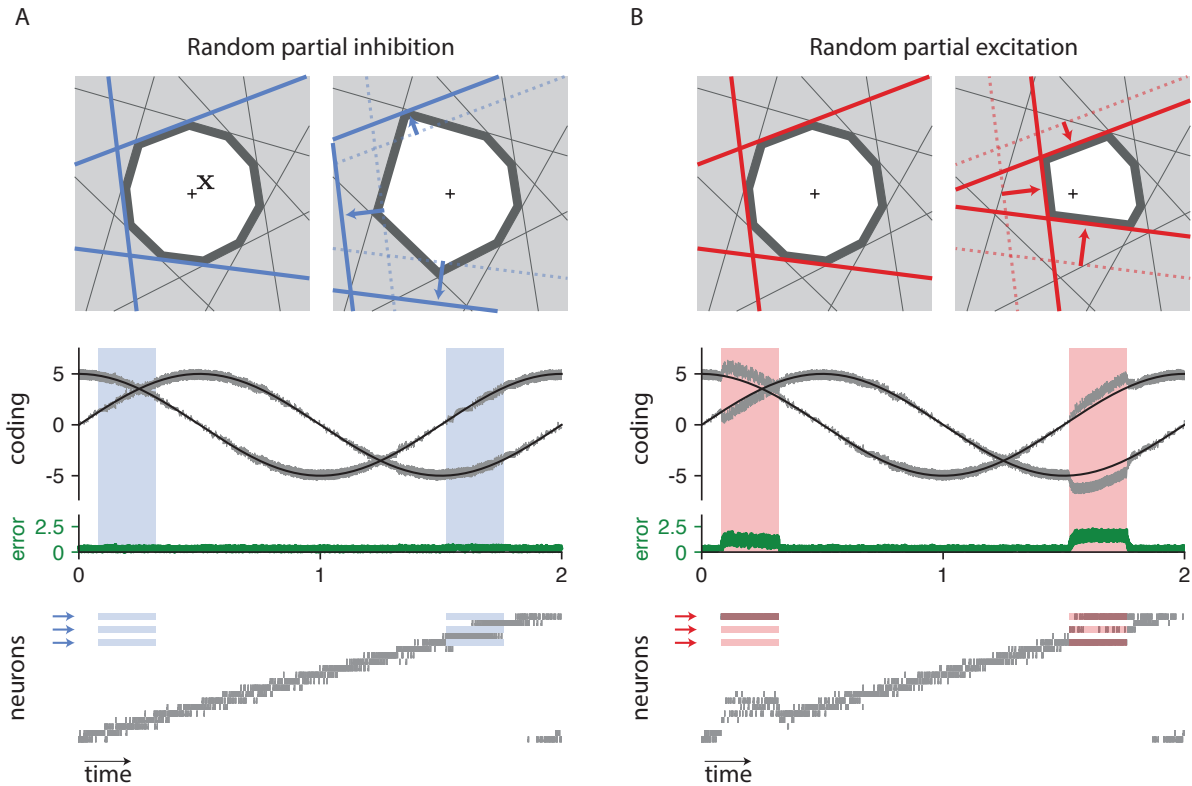 A
Random partial inhibition
x
+
+
coding
5
0
-5
error
2.5
0
0
1
2
neurons
time
B
Random partial excitation
+
+
coding
5
0
-5
error
2.5
0
0
1
2
neurons
time